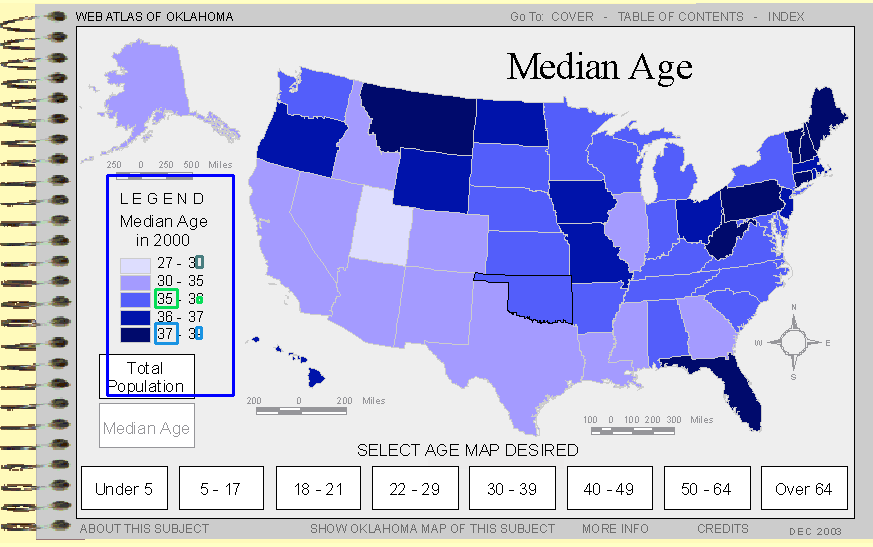 WEB ATLAS OF OKLAHOMA
Go To: COVER - TABLE OF CONTENTS - INDEX
Median Age
250 0 250 500 Miles
LEGEND
Median Age
in 2000
27 - 30
30 - 35
35 - 36
36 - 37
37 -
Total
Population
Median Age
200 0 200 Miles
N
W E
S
100 0 100 200 300 Miles
SELECT AGE MAP DESIRED
Under 5
5 - 17
18 - 21
22 - 29
30 - 39
40 - 49
50 - 64
Over 64
ABOUT THIS SUBJECT
SHOW OKLAHOMA MAP OF THIS SUBJECT
MORE INFO
CREDITS
DEC 2003